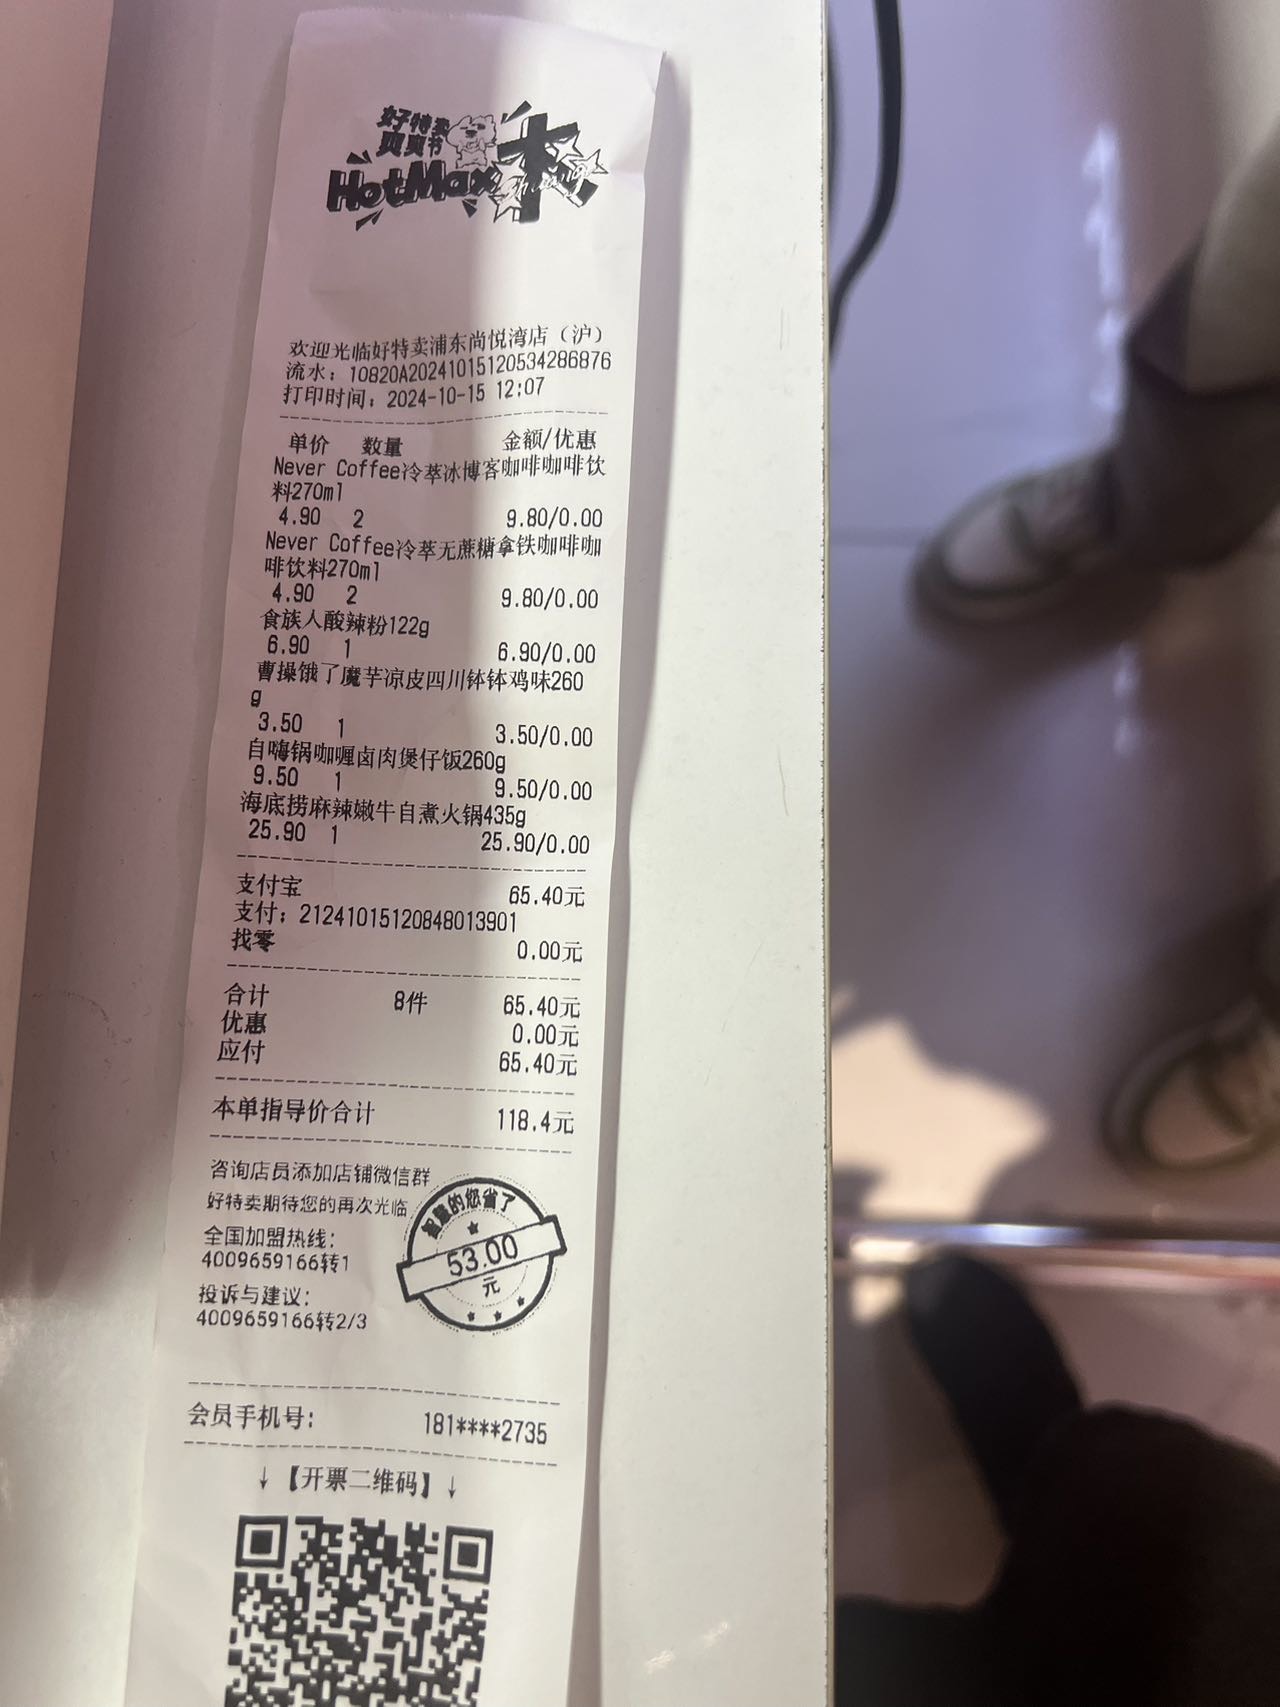 好特卖
爽爽节
HotMax
欢迎光临好特卖浦东尚悦湾店（沪）
流水：10820A20241015120534286876
打印时间：2024-10-15 12:07
单价 数量 金额/优惠
Never Coffee冷萃冰博客咖啡咖啡饮
料270ml
4.90 2 9.80/0.00
Never Coffee冷萃无蔗糖拿铁咖啡咖
啡饮料270ml
4.90 2 9.80/0.00
食族人酸辣粉122g
6.90 1 6.90/0.00
曹操饿了魔芋凉皮四川钵钵鸡味260
g
3.50 1 3.50/0.00
自嗨锅咖喱卤肉煲仔饭260g
9.50 1 9.50/0.00
海底捞麻辣嫩牛自煮火锅435g
25.90 1 25.90/0.00
支付宝 65.40元
支付：21241015120848013901
找零 0.00元
合计 8件 65.40元
优惠 0.00元
应付 65.40元
本单指导价合计 118.4元
咨询店员添加店铺微信群
好特卖期待您的再次光临
全国加盟热线：
4009659166转1
投诉与建议：
4009659166转2/3
智慧的您省了
53.00
元
会员手机号： 181****2735
↓【开票二维码】↓